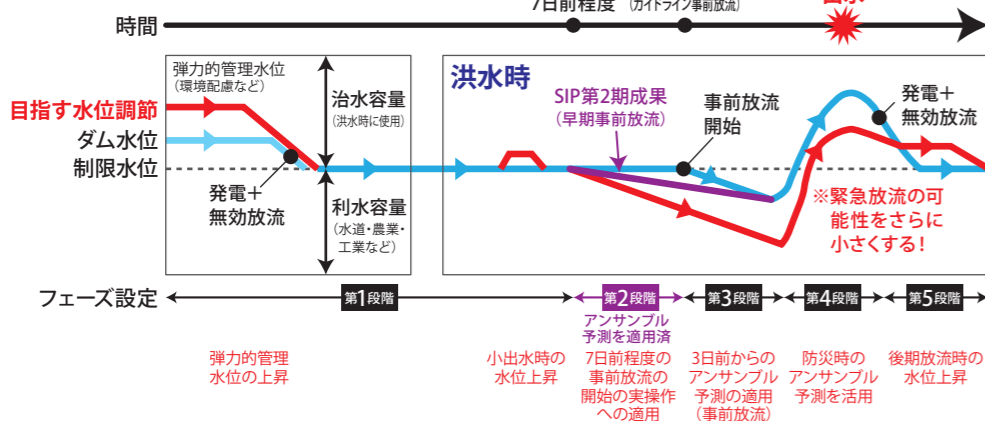 7日前程度 （ガイドライン事前放流）
時間
弾力的管理水位
（環境配慮など）
目指す水位調節
ダム水位
制限水位
治水容量
（洪水時に使用）
発電＋
無効放流
利水容量
（水道・農業・
工業など）
洪水時
SIP第2期成果
（早期事前放流）
事前放流
開始
発電＋
無効放流
※緊急放流の可
能性をさらに
小さくする！
フェーズ設定
第1段階
第2段階
第3段階
第4段階
第5段階
アンサンブル
予測を適用済
弾力的管理
水位の上昇
小出水時の
水位上昇
7日前程度の
事前放流の
開始の実操作
への適用
3日前からの
アンサンブル
予測の適用
（事前放流）
防災時の
アンサンブル
予測を活用
後期放流時の
水位上昇